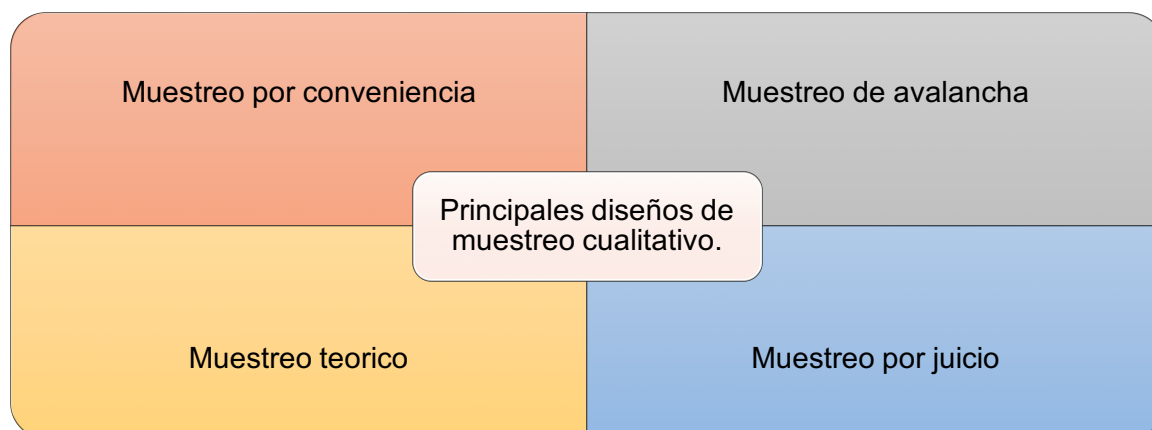 Muestreo por conveniencia
Muestreo de avalancha
Principales diseños de
muestreo cualitativo.
Muestreo teorico
Muestreo por juicio